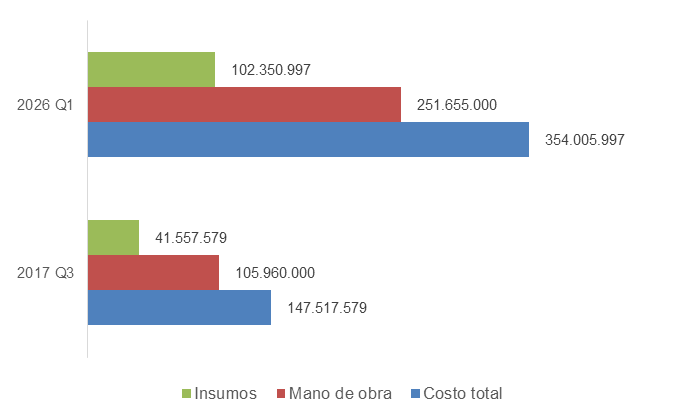 102.350.997
2026 Q1
251.655.000
354.005.997
41.557.579
2017 Q3
105.960.000
147.517.579
Insumos
Mano de obra
Costo total